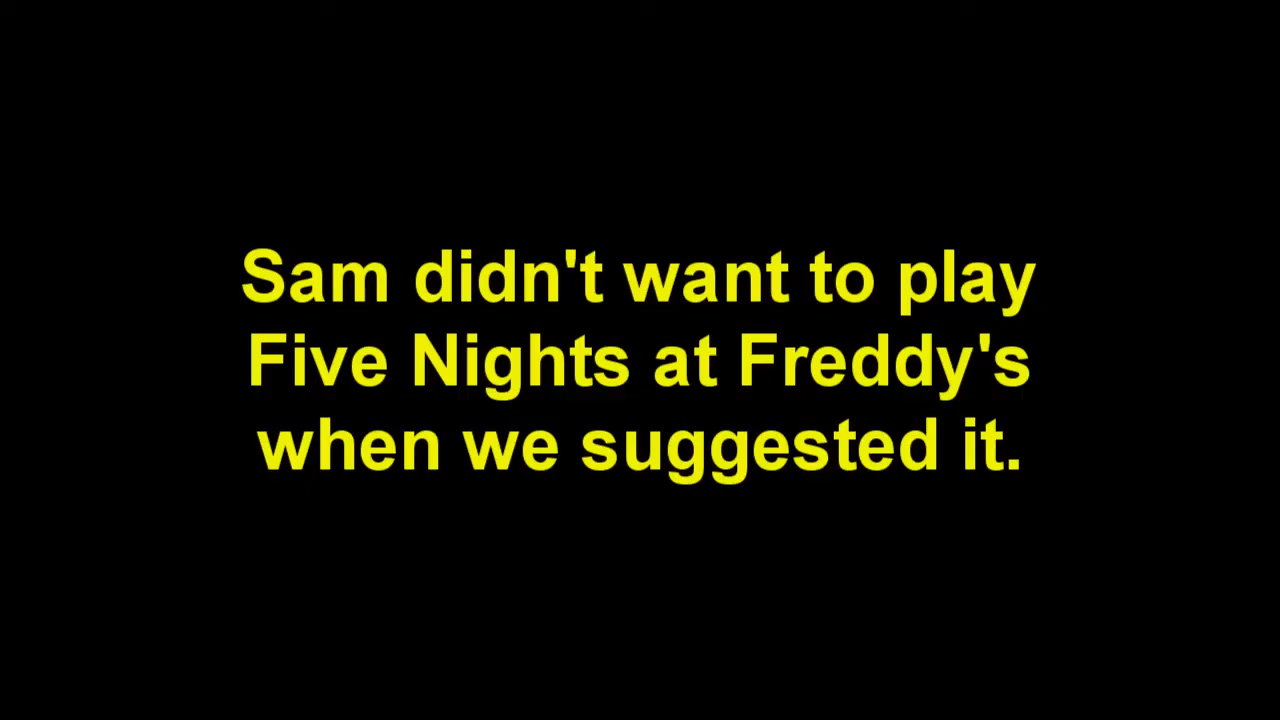 Sam didn't want to play
Five Nights at Freddy's
when we suggested it.